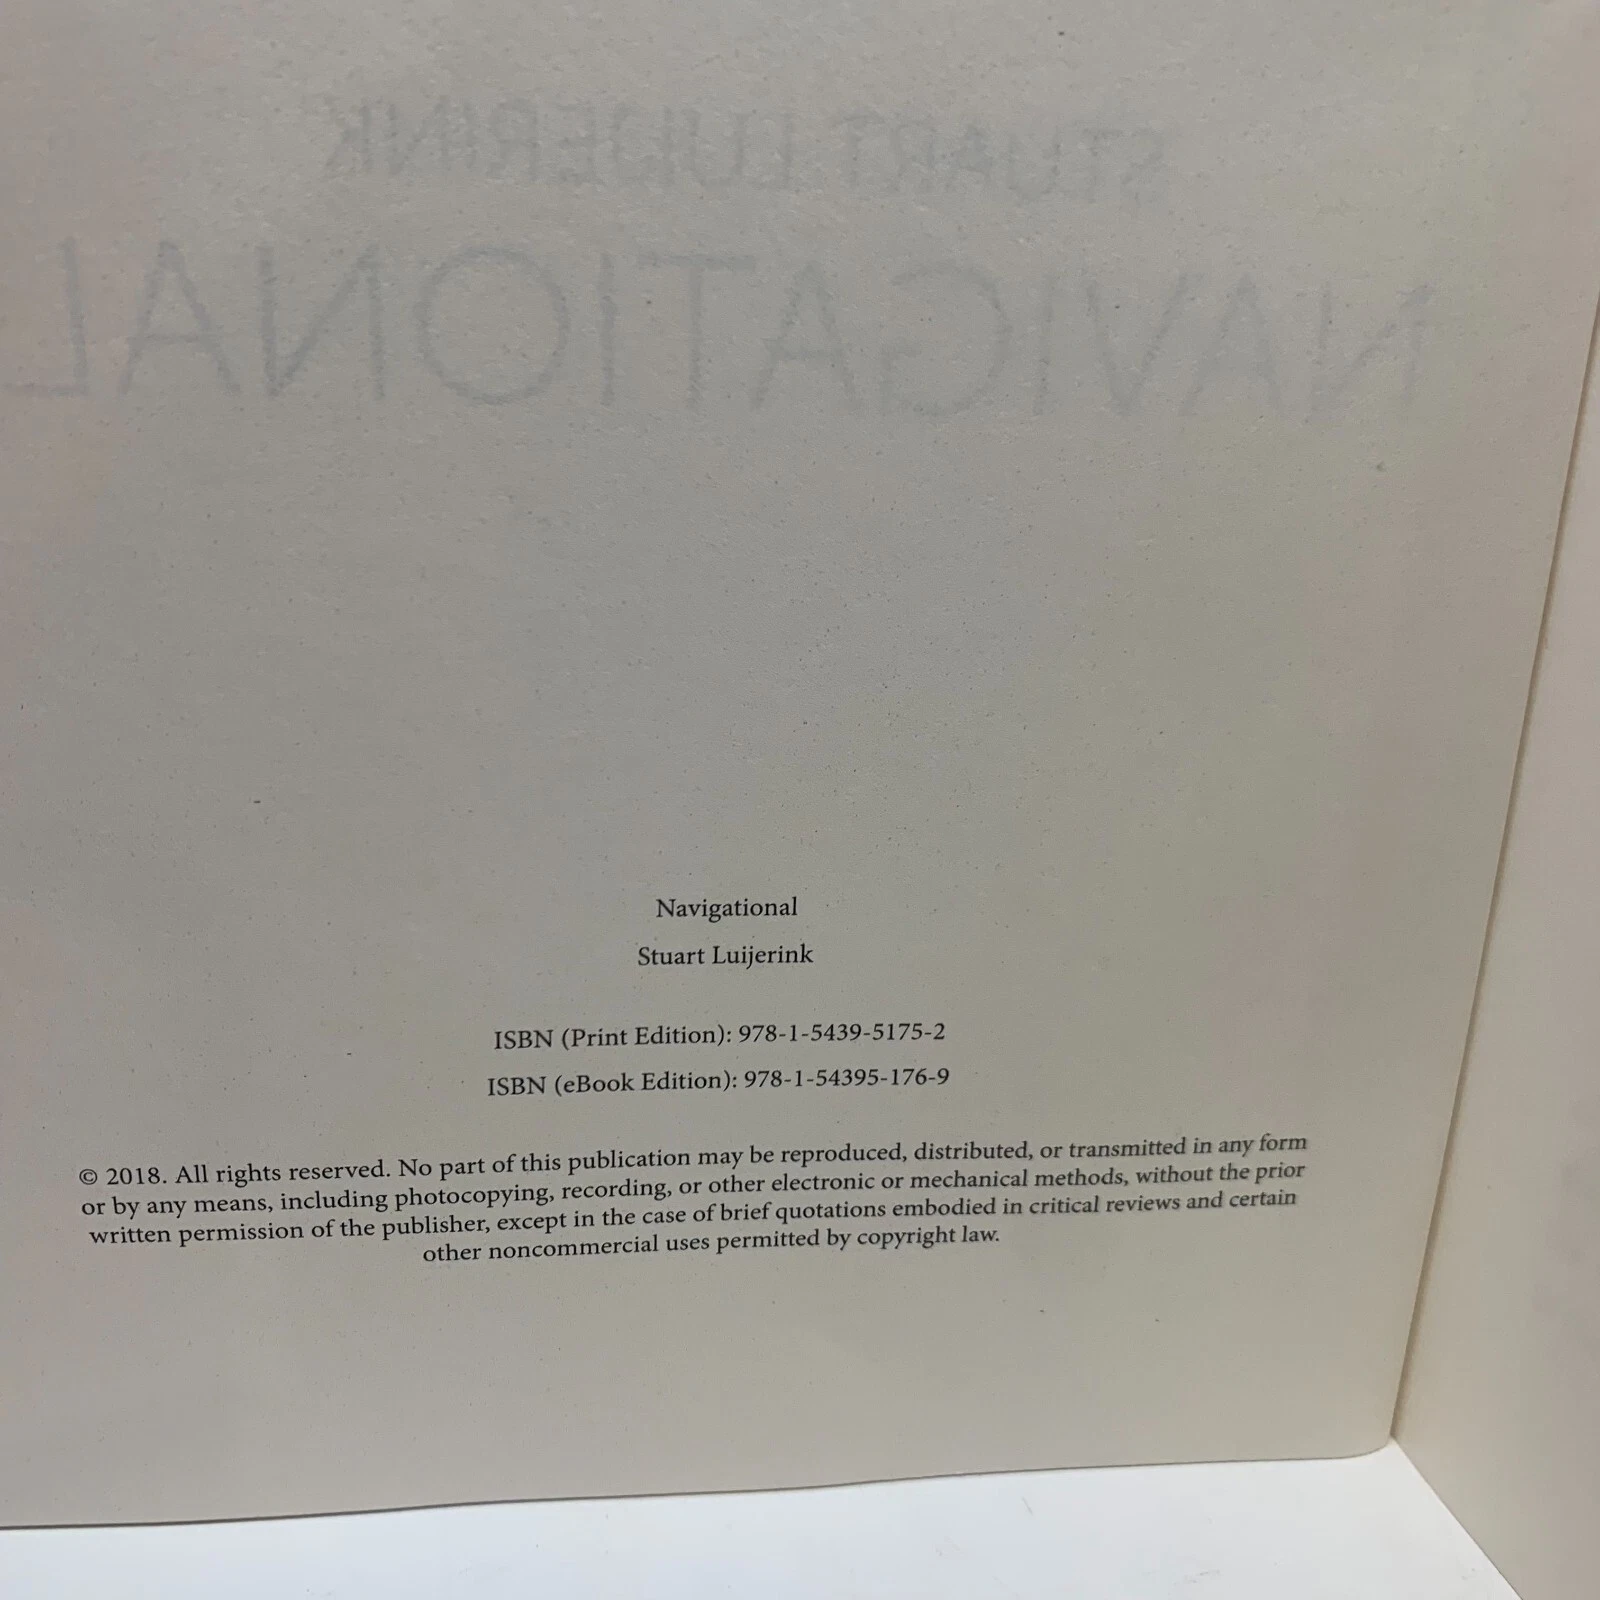 STUART LUIJERINK
NAVIGATIONAL
Navigational
Stuart Luijerink
ISBN (Print Edition): 978-1-5439-5175-2
ISBN (eBook Edition): 978-1-54395-176-9
© 2018. All rights reserved. No part of this publication may be reproduced, distributed, or transmitted in any form
or by any means, including photocopying, recording, or other electronic or mechanical methods, without the prior
written permission of the publisher, except in the case of brief quotations embodied in critical reviews and certain
other noncommercial uses permitted by copyright law.